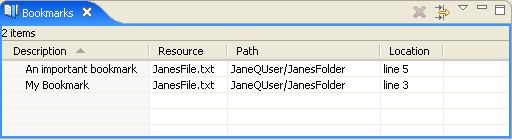 Bookmarks
2 items
Description Resource Path Location
An important bookmark JanesFile.txt JaneQUser/JanesFolder line 5
My Bookmark JanesFile.txt JaneQUser/JanesFolder line 3